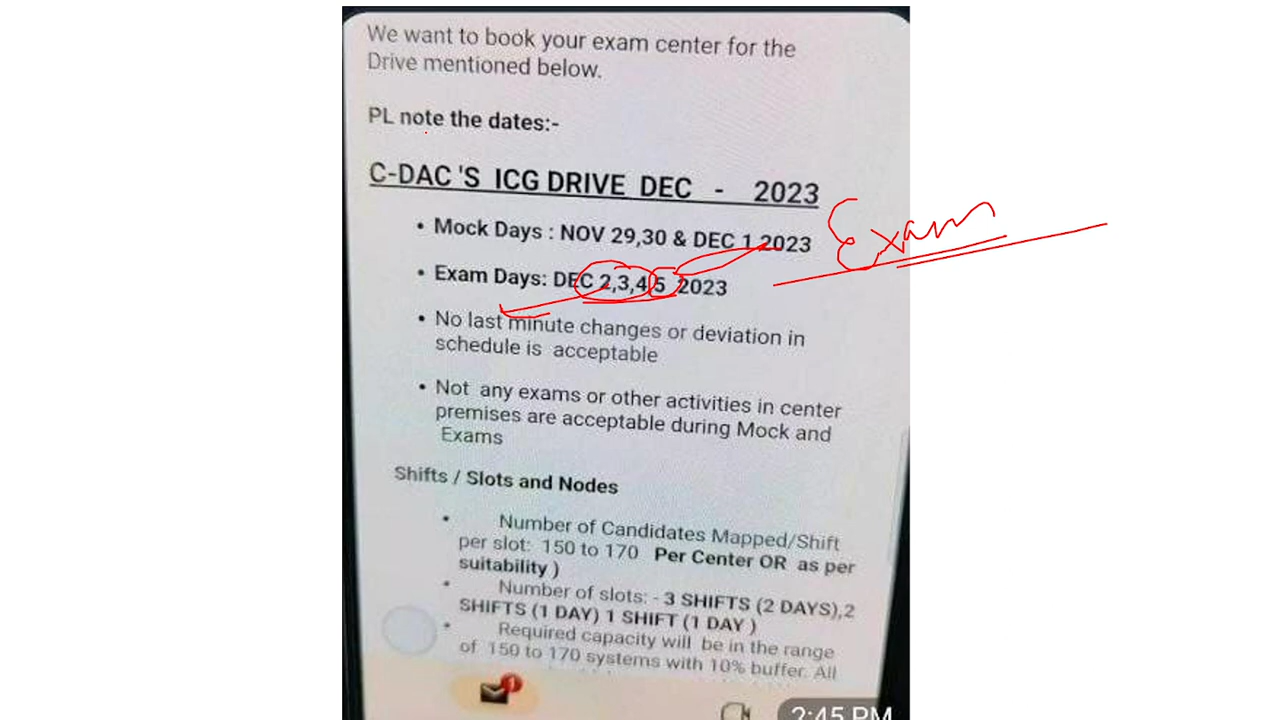 We want to book your exam center for the
Drive mentioned below.
PL note the dates:-
C-DAC'S ICG DRIVE DEC - 2023
• Mock Days : NOV 29,30 & DEC 1 2023
Exam
• Exam Days: DEC 2,3,4 5 2023
• No last minute changes or deviation in
schedule is acceptable
• Not any exams or other activities in center
premises are acceptable during Mock and
Exams
Shifts / Slots and Nodes
• Number of Candidates Mapped/Shift
per slot: 150 to 170 Per Center OR as per
suitability )
• Number of slots: - 3 SHIFTS (2 DAYS),2
SHIFTS (1 DAY) 1 SHIFT (1 DAY )
• Required capacity will be in the range
of 150 to 170 systems with 10% buffer. All
1
2:45 PM